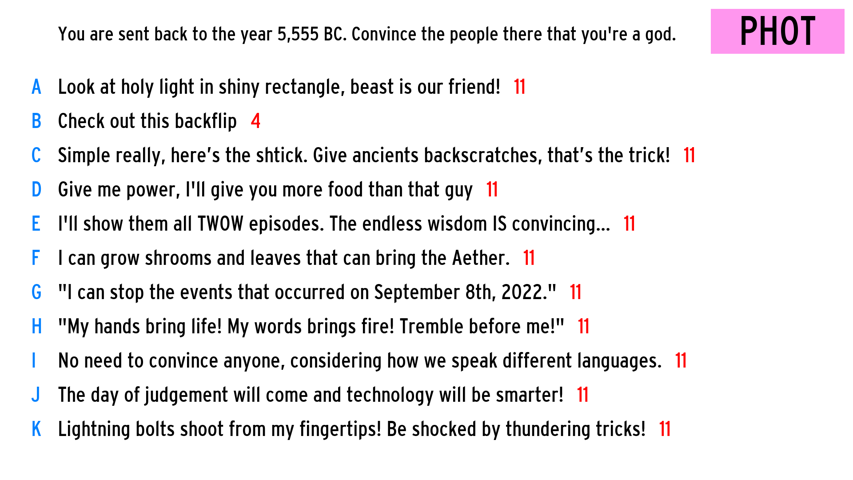 You are sent back to the year 5,555 BC. Convince the people there that you're a god.
PHOT
A Look at holy light in shiny rectangle, beast is our friend! 11
B Check out this backflip 4
C Simple really, here’s the shtick. Give ancients backscratches, that’s the trick! 11
D Give me power, I'll give you more food than that guy 11
E I'll show them all TWOW episodes. The endless wisdom IS convincing... 11
F I can grow shrooms and leaves that can bring the Aether. 11
G "I can stop the events that occurred on September 8th, 2022." 11
H "My hands bring life! My words brings fire! Tremble before me!" 11
I No need to convince anyone, considering how we speak different languages. 11
J The day of judgement will come and technology will be smarter! 11
K Lightning bolts shoot from my fingertips! Be shocked by thundering tricks! 11